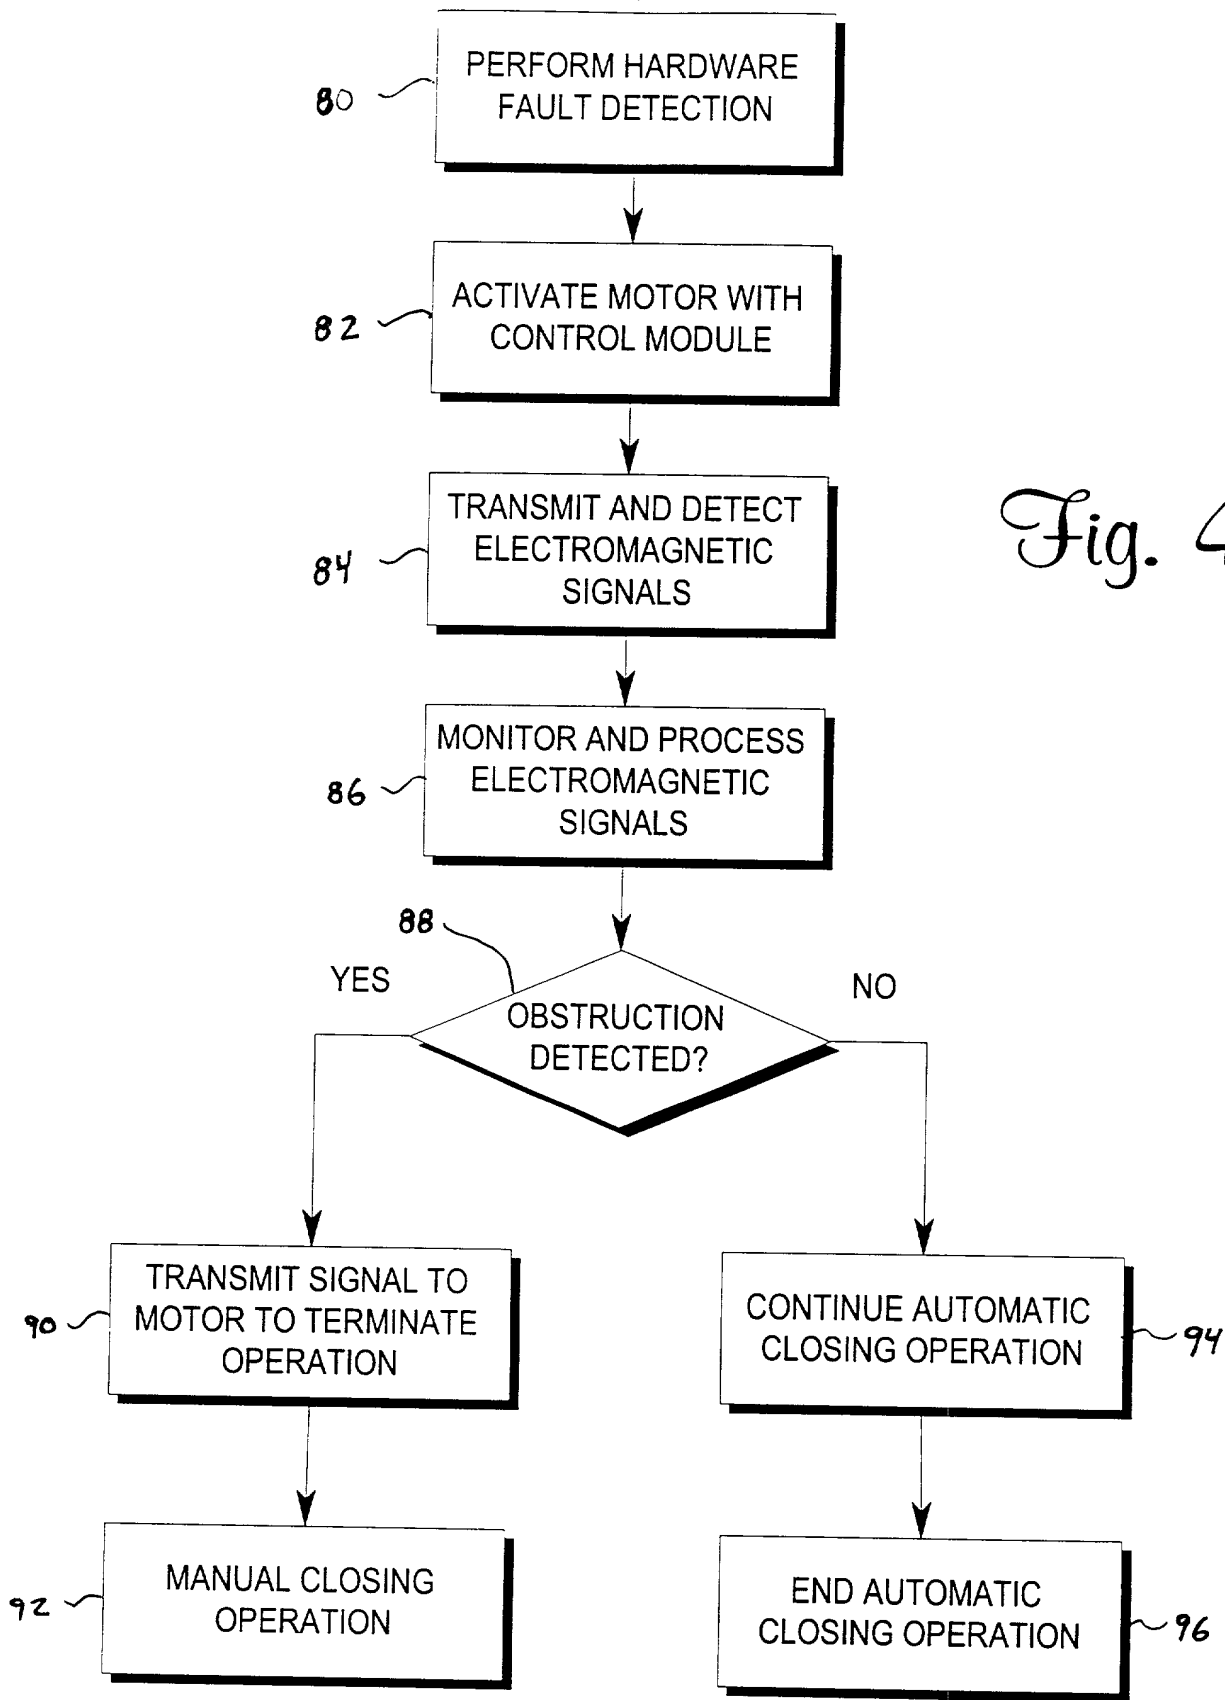 PERFORM HARDWARE
FAULT DETECTION
80
ACTIVATE MOTOR WITH
CONTROL MODULE
82
TRANSMIT AND DETECT
ELECTROMAGNETIC
SIGNALS
84
Fig. 4
MONITOR AND PROCESS
ELECTROMAGNETIC
SIGNALS
86
88
YES
NO
OBSTRUCTION
DETECTED?
TRANSMIT SIGNAL TO
MOTOR TO TERMINATE
OPERATION
90
CONTINUE AUTOMATIC
CLOSING OPERATION
94
MANUAL CLOSING
OPERATION
92
END AUTOMATIC
CLOSING OPERATION
96